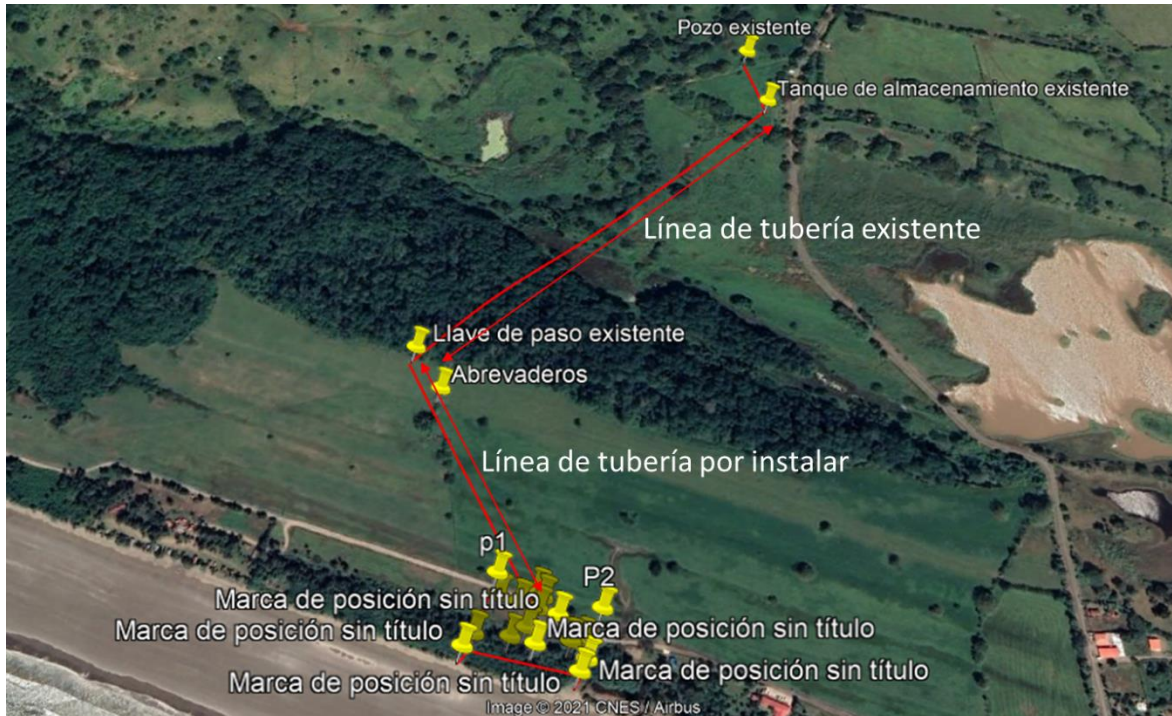 Pozo existente
Tanque de almacenamiento existente
Línea de tubería existente
Llave de paso existente
Abrevaderos
Línea de tubería por instalar
p1
P2
Marca de posición sin título
Marca de posición sin título
Marca de posición sin título
Marca de posición sin título
Marca de posición sin título
Image © 2021 CNES / Airbus